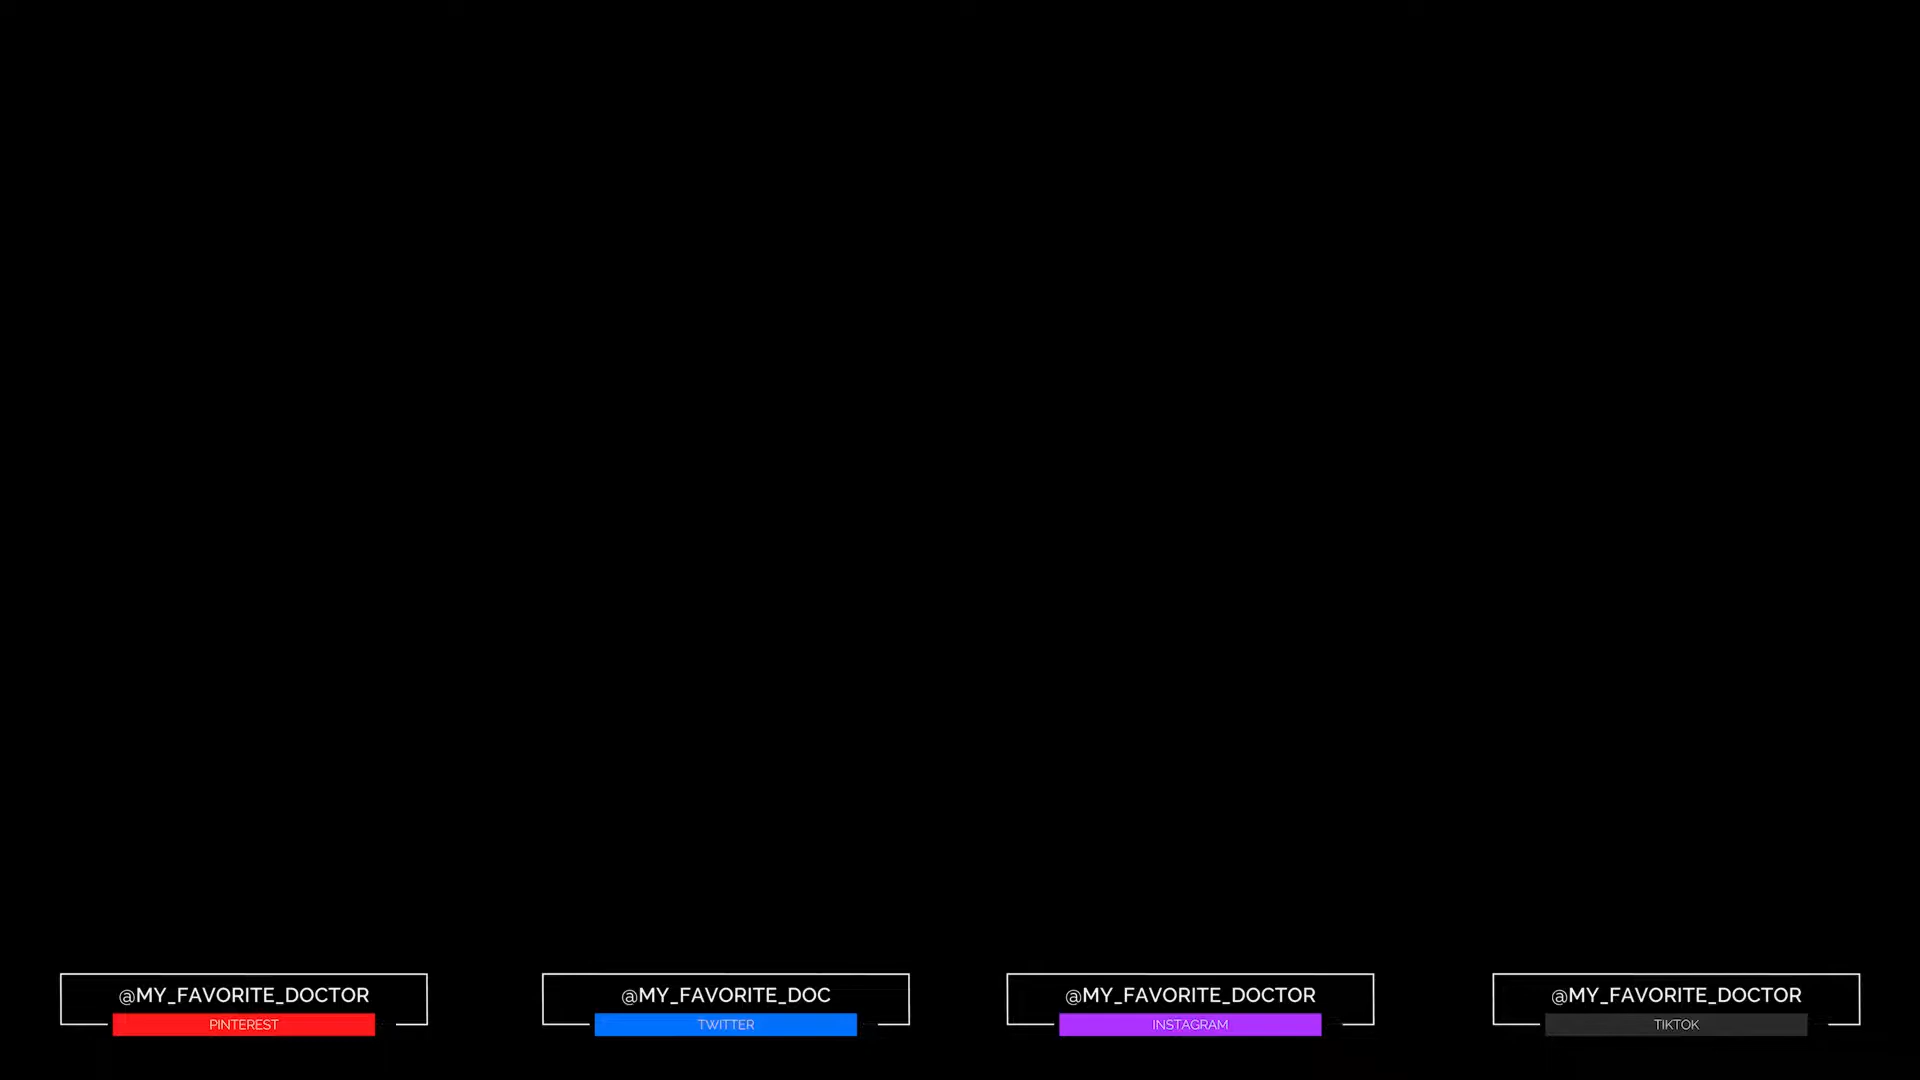 @MY_FAVORITE_DOCTOR
PINTEREST
@MY_FAVORITE_DOC
TWITTER
@MY_FAVORITE_DOCTOR
INSTAGRAM
@MY_FAVORITE_DOCTOR
TIKTOK